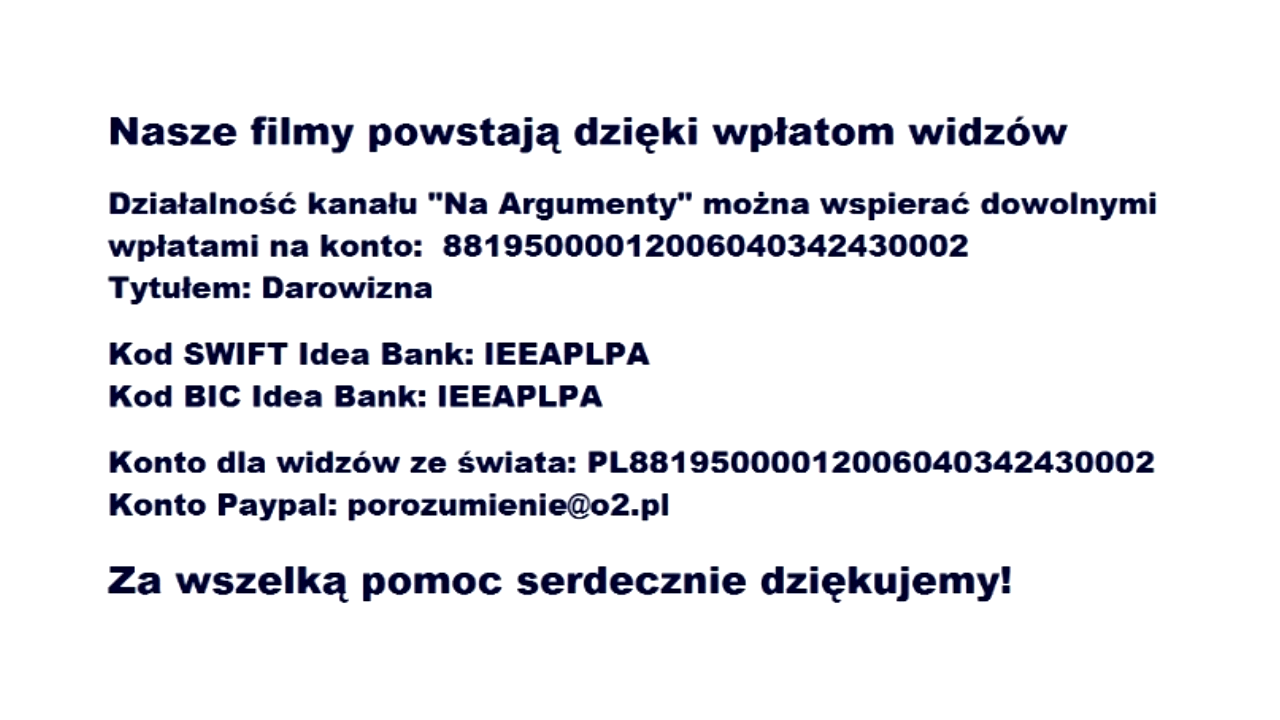 Nasze filmy powstają dzięki wpłatom widzów
Działalność kanału "Na Argumenty" można wspierać dowolnymi
wpłatami na konto: 88195000012006040342430002
Tytułem: Darowizna
Kod SWIFT Idea Bank: IEEAPLPA
Kod BIC Idea Bank: IEEAPLPA
Konto dla widzów ze świata: PL88195000012006040342430002
Konto Paypal: porozumienie@o2.pl
Za wszelką pomoc serdecznie dziękujemy!